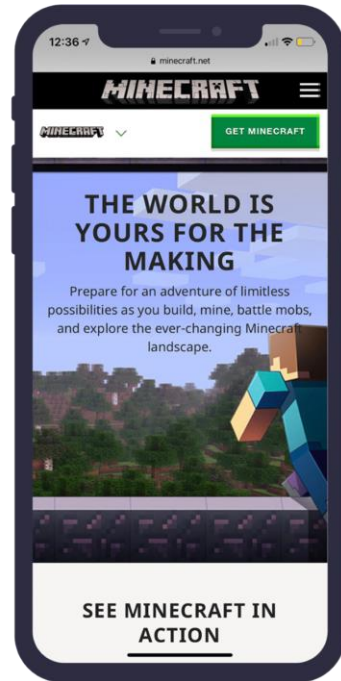 12:36
minecraft.net
MINECRAFT
MINECRAFT
GET MINECRAFT
THE WORLD IS
YOURS FOR THE
MAKING
Prepare for an adventure of limitless
possibilities as you build, mine, battle mobs,
and explore the ever-changing Minecraft
landscape.
SEE MINECRAFT IN
ACTION